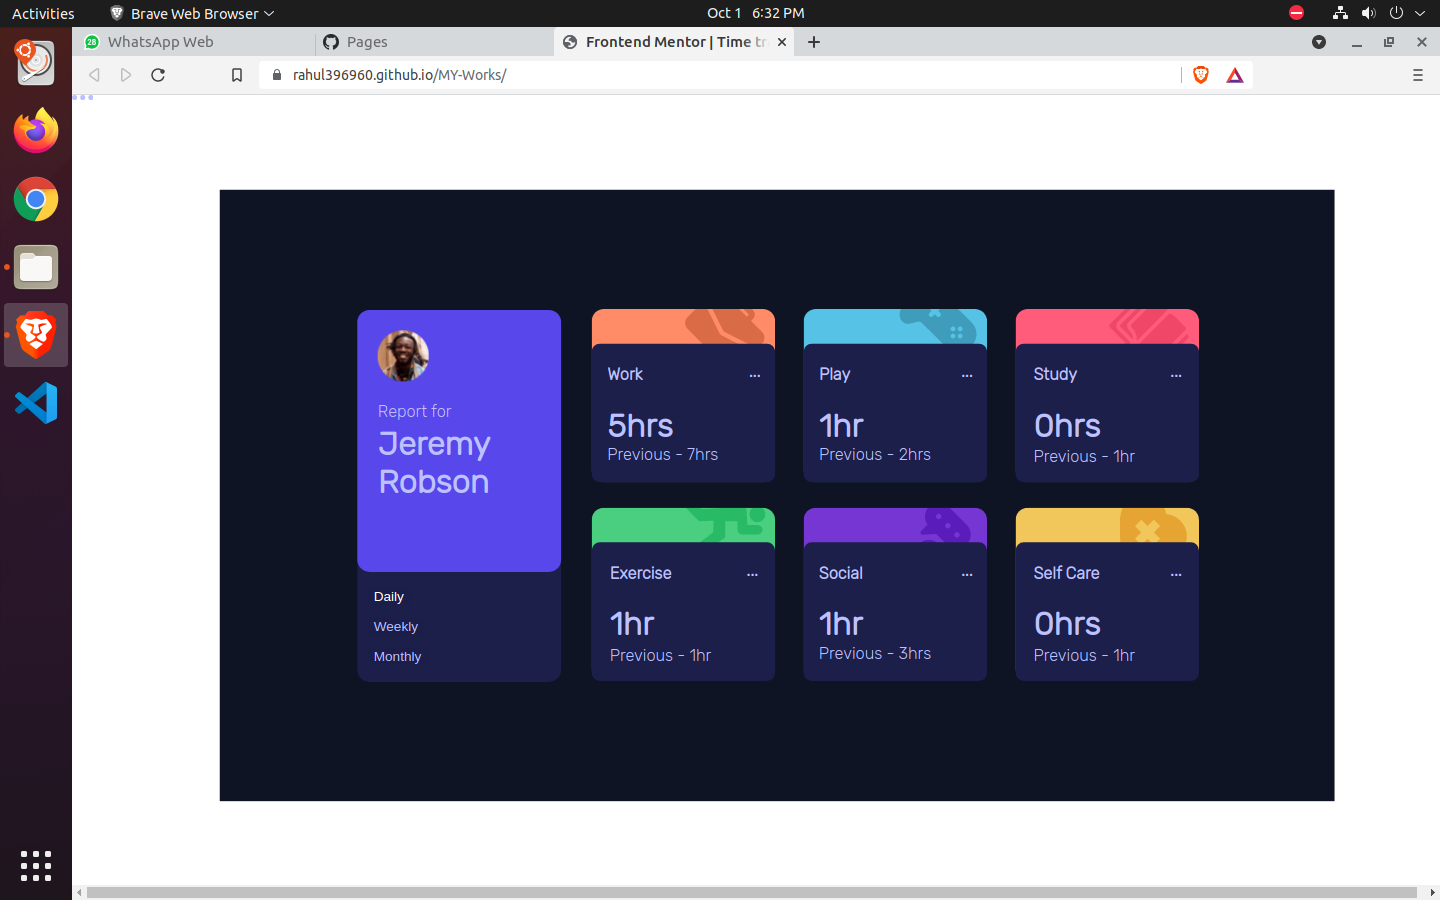 Activities
Brave Web Browser
Oct 1 6:32 PM
28
WhatsApp Web
Pages
Frontend Mentor | Time tr
rahul396960.github.io/MY-Works/
Report for
Jeremy
Robson
Daily
Weekly
Monthly
Work
...
5hrs
Previous - 7hrs
Play
...
1hr
Previous - 2hrs
Study
...
0hrs
Previous - 1hr
Exercise
...
1hr
Previous - 1hr
Social
...
1hr
Previous - 3hrs
Self Care
...
0hrs
Previous - 1hr